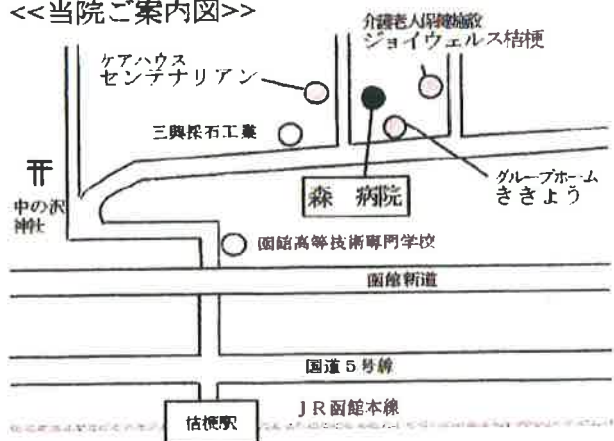 <<当院ご案内図>>
介護老人保健施設
ジョイウェルス桔梗
ケアハウス
センテナリアン
三興採石工業
中の沢
神社
森 病院
グループホーム
ききょう
函館高等技術専門学校
函館新道
国道5号線
JR函館本線
桔梗駅